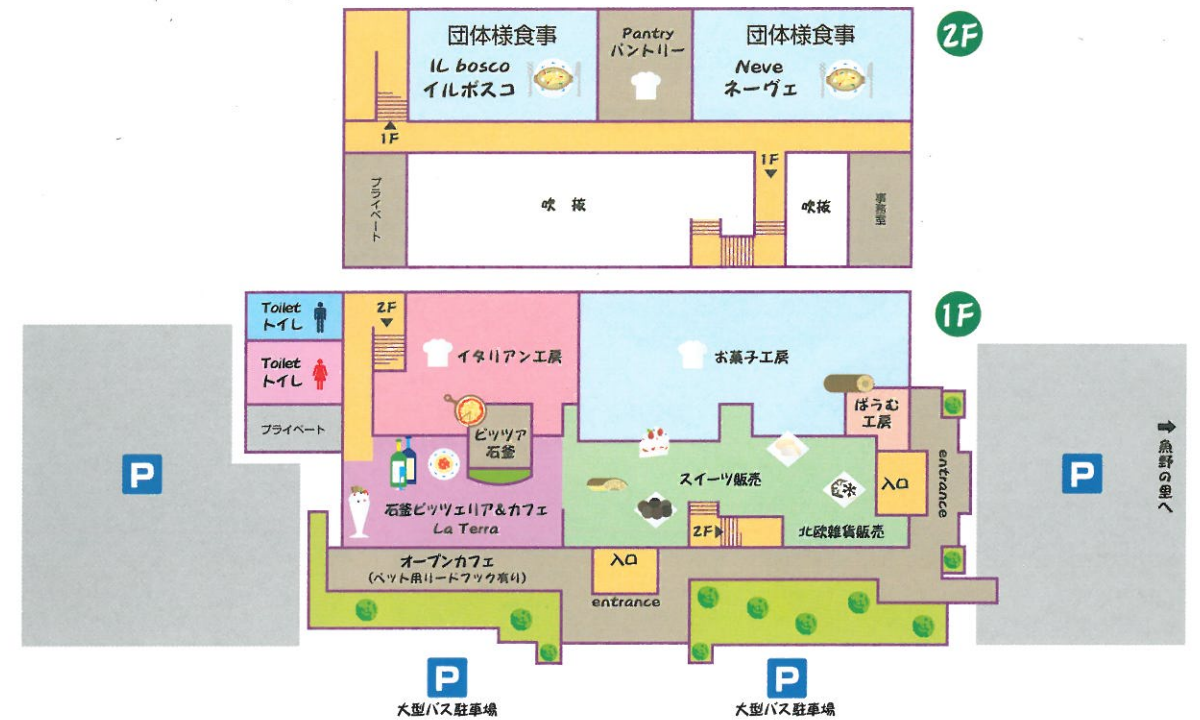 団体様食事
IL bosco
イルボスコ
Pantry
パントリー
団体様食事
Neve
ネーヴェ
2F
1F
1F
プライベート
吹 抜
吹抜
事務室
1F
Toilet
トイレ
2F
イタリアン工房
お菓子工房
Toilet
トイレ
ばうむ
工房
プライベート
ピッツァ
石釜
スイーツ販売
入口
entrance
魚野の里へ
P
P
石釜ピッツェリア&カフェ
La Terra
2F
北欧雑貨販売
オープンカフェ
(ペット用リードフック有り)
入口
entrance
P
大型バス駐車場
P
大型バス駐車場